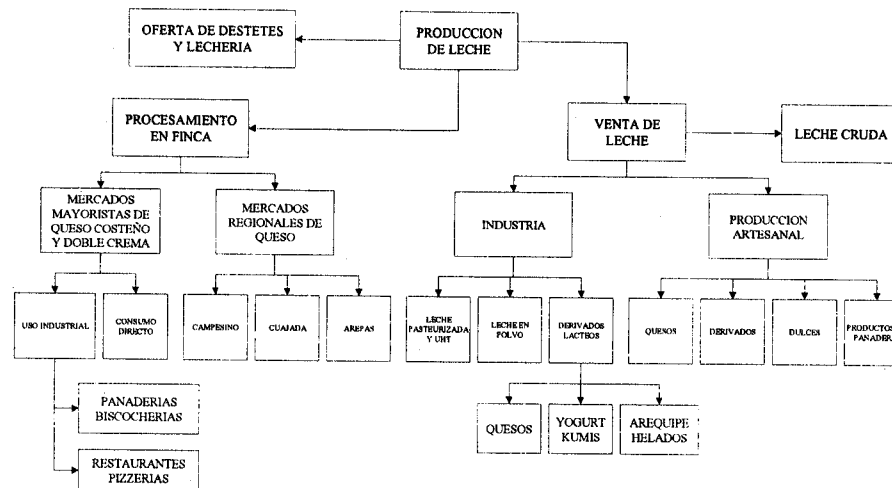 OFERTA DE DESTETES
Y LECHERIA
PRODUCCION
DE LECHE
PROCESAMIENTO
EN FINCA
VENTA DE
LECHE
LECHE CRUDA
MERCADOS
MAYORISTAS DE
QUESO COSTEÑO
Y DOBLE CREMA
MERCADOS
REGIONALES DE
QUESO
INDUSTRIA
PRODUCCION
ARTESANAL
USO INDUSTRIAL
CONSUMO
DIRECTO
CAMPESINO
CUAJADA
AREPAS
LECHE
PASTEURIZADA
Y UHT
LECHE EN
POLVO
DERIVADOS
LACTEOS
QUESOS
DERIVADOS
DULCES
PRODUCTOS
PANADER
PANADERIAS
BISCOCHERIAS
QUESOS
YOGURT
KUMIS
AREQUIPE
HELADOS
RESTAURANTES
PIZZERIAS